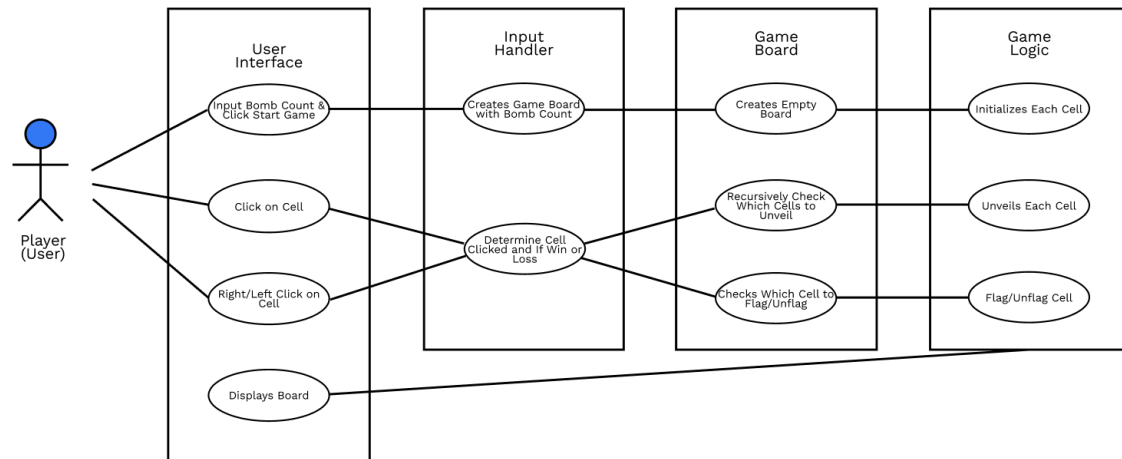 User
Interface
Input
Handler
Game
Board
Game
Logic
Input Bomb Count &
Click Start Game
Creates Game Board
with Bomb Count
Creates Empty
Board
Initializes Each Cell
Click on Cell
Recursively Check
Which Cells to
Unveil
Unveils Each Cell
Player
(User)
Determine Cell
Clicked and If Win or
Loss
Right/Left Click on
Cell
Checks Which Cell to
Flag/Unflag
Flag/Unflag Cell
Displays Board